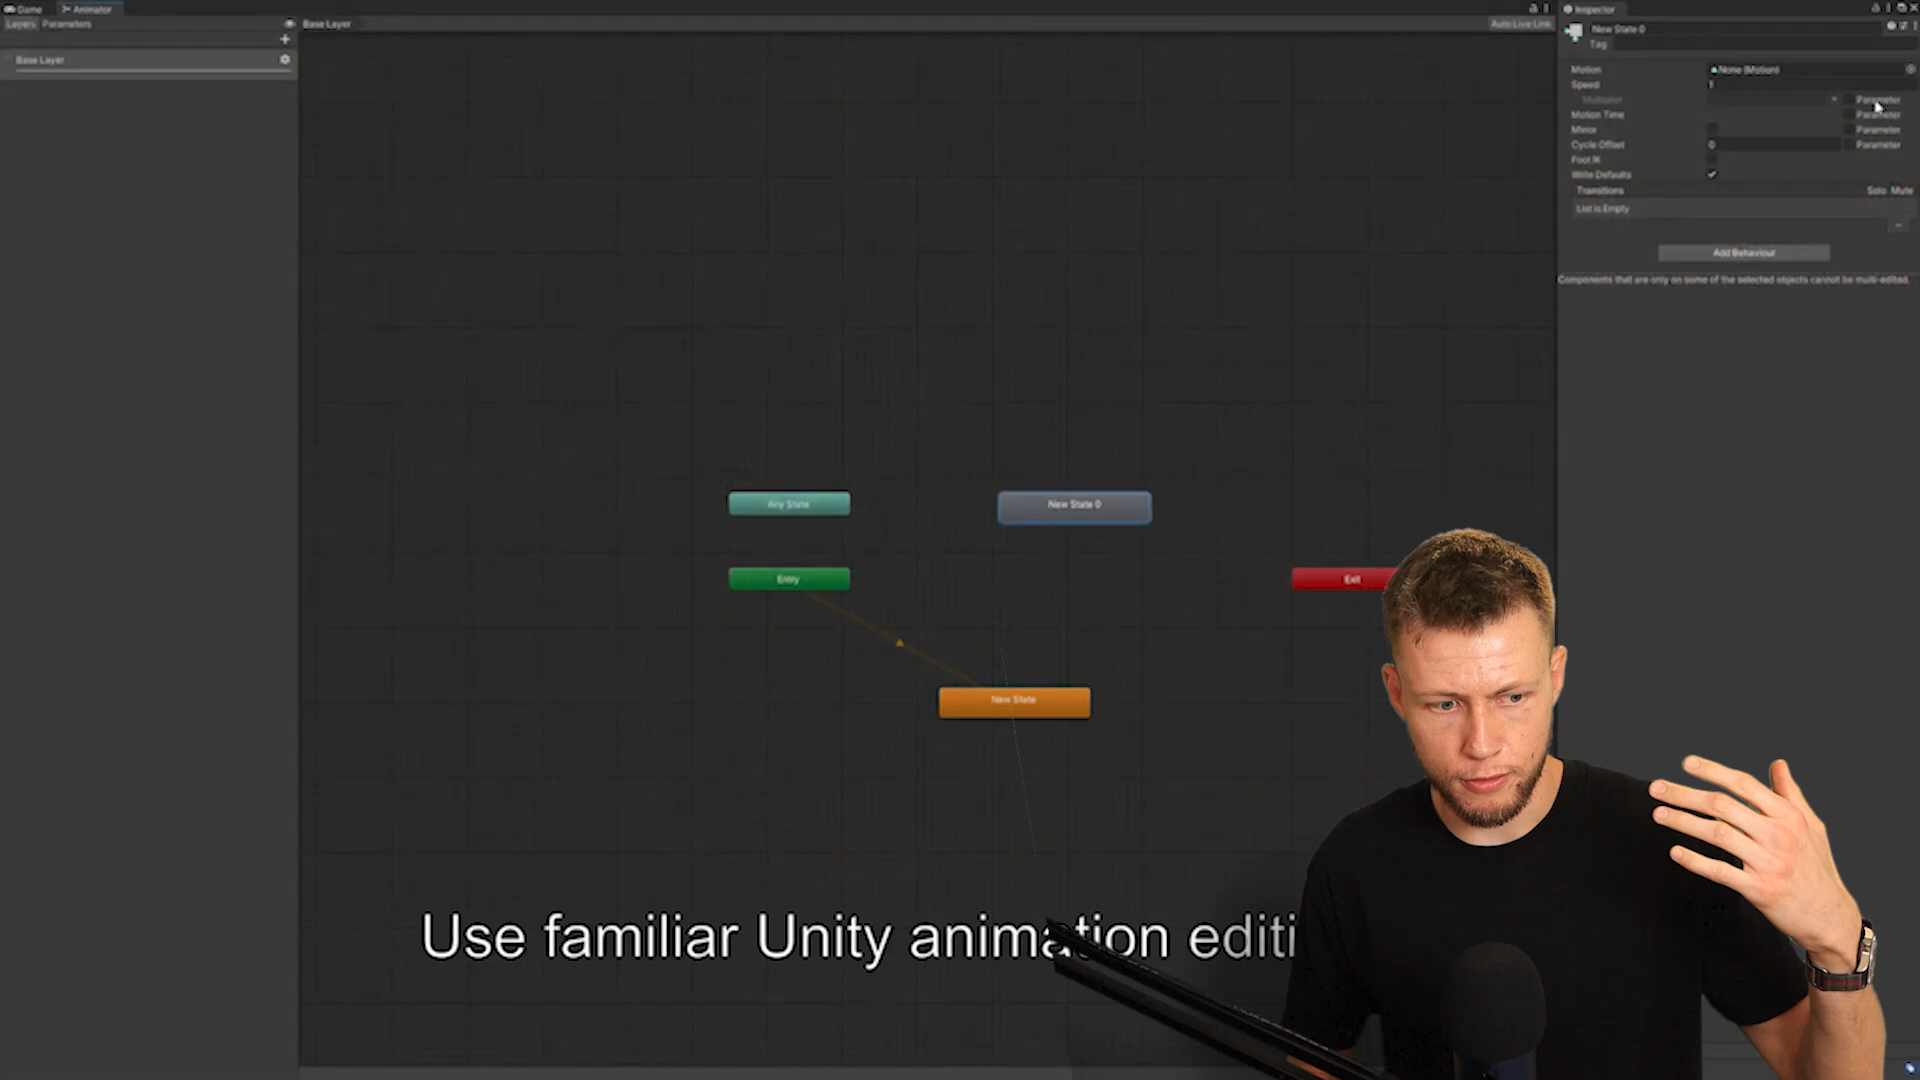 Game Animator
Layers Parameters
Base Layer
Auto Live Link
Base Layer
Inspector
New State 0
Tag
Motion None (Motion)
Speed 1
Multiplier Parameter
Motion Time Parameter
Mirror Parameter
Cycle Offset 0 Parameter
Foot IK
Write Defaults
Transitions Solo Mute
List is Empty
Add Behaviour
Components that are only on some of the selected objects cannot be multi-edited.
Any State
New State 0
Entry
Exit
New State
Use familiar Unity animation editi